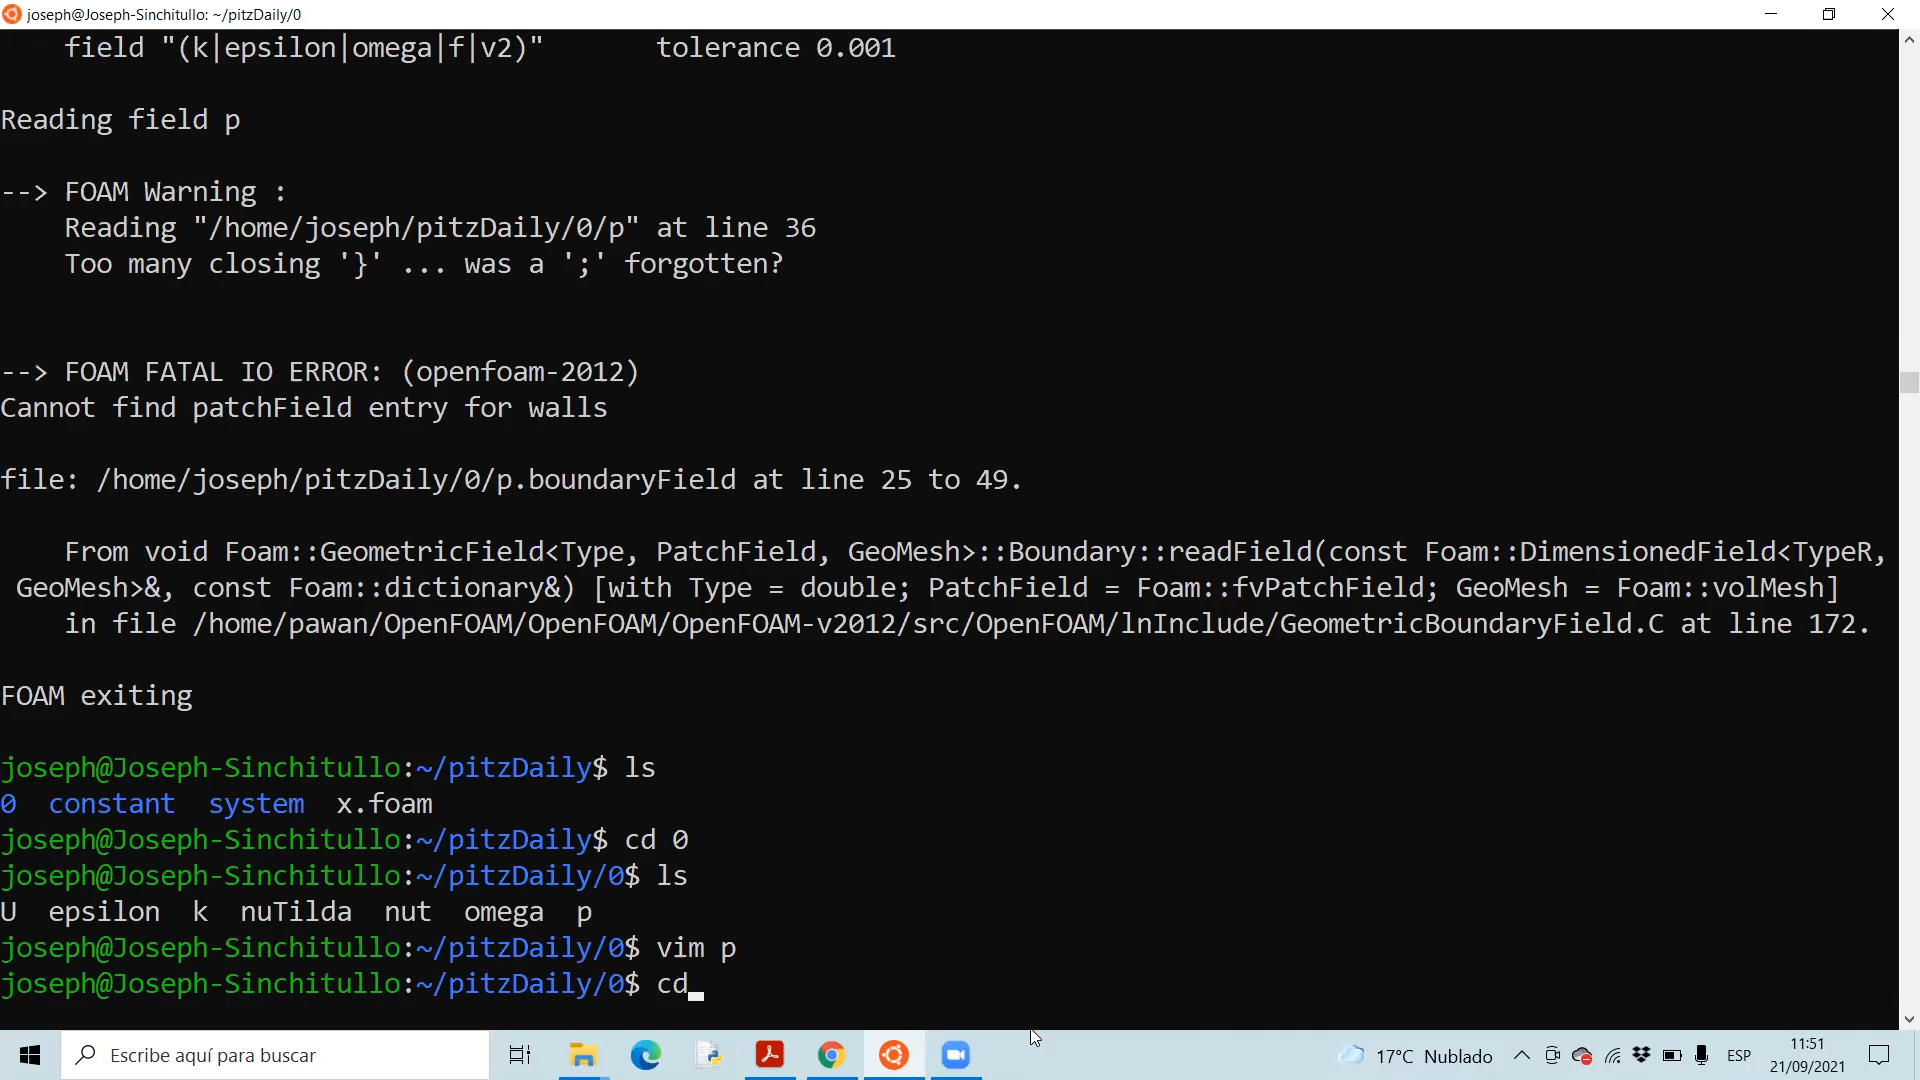 joseph@Joseph-Sinchitullo: ~/pitzDaily/0
    field "(k|epsilon|omega|f|v2)"       tolerance 0.001
Reading field p
--> FOAM Warning :
    Reading "/home/joseph/pitzDaily/0/p" at line 36
    Too many closing '}' ... was a ';' forgotten?
--> FOAM FATAL IO ERROR: (openfoam-2012)
Cannot find patchField entry for walls
file: /home/joseph/pitzDaily/0/p.boundaryField at line 25 to 49.
    From void Foam::GeometricField<Type, PatchField, GeoMesh>::Boundary::readField(const Foam::DimensionedField<TypeR,
 GeoMesh>&, const Foam::dictionary&) [with Type = double; PatchField = Foam::fvPatchField; GeoMesh = Foam::volMesh]
    in file /home/pawan/OpenFOAM/OpenFOAM/OpenFOAM-v2012/src/OpenFOAM/lnInclude/GeometricBoundaryField.C at line 172.
FOAM exiting
joseph@Joseph-Sinchitullo:~/pitzDaily$ ls
0  constant  system  x.foam
joseph@Joseph-Sinchitullo:~/pitzDaily$ cd 0
joseph@Joseph-Sinchitullo:~/pitzDaily/0$ ls
U  epsilon  k  nuTilda  nut  omega  p
joseph@Joseph-Sinchitullo:~/pitzDaily/0$ vim p
joseph@Joseph-Sinchitullo:~/pitzDaily/0$ cd
Escribe aquí para buscar
17°C Nublado
ESP
11:51
21/09/2021